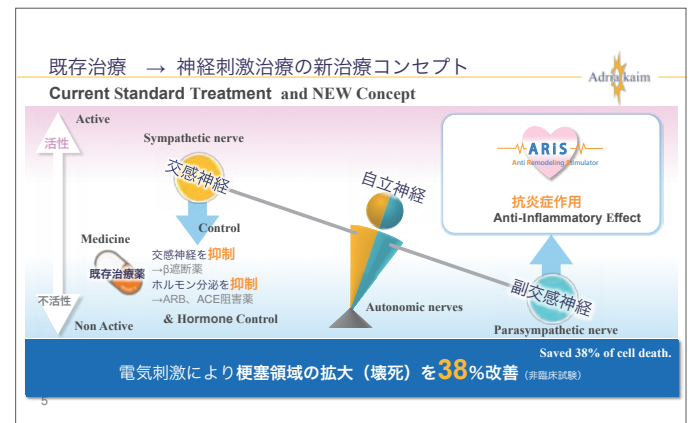 既存治療 → 神経刺激治療の新治療コンセプト
Current Standard Treatment and NEW Concept
Adriakaim
Active
活性
Sympathetic nerve
交感神経
自立神経
ARiS
Anti Remodeling Stimulator
抗炎症作用
Anti-Inflammatory Effect
Control
Medicine
既存治療薬
交感神経を抑制
→β遮断薬
ホルモン分泌を抑制
→ARB、ACE阻害薬
& Hormone Control
不活性
Non Active
Autonomic nerves
副交感神経
Parasympathetic nerve
Saved 38% of cell death.
電気刺激により梗塞領域の拡大（壊死）を38%改善（非臨床試験）
5